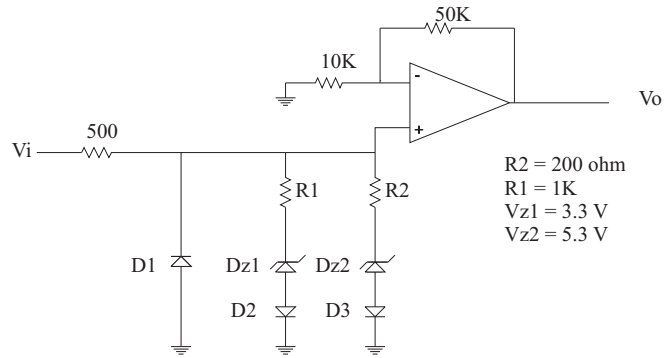 50K
10K
-
+
Vo
500
Vi
R1
R2
R2 = 200 ohm
R1 = 1K
Vz1 = 3.3 V
Vz2 = 5.3 V
D1
Dz1
Dz2
D2
D3